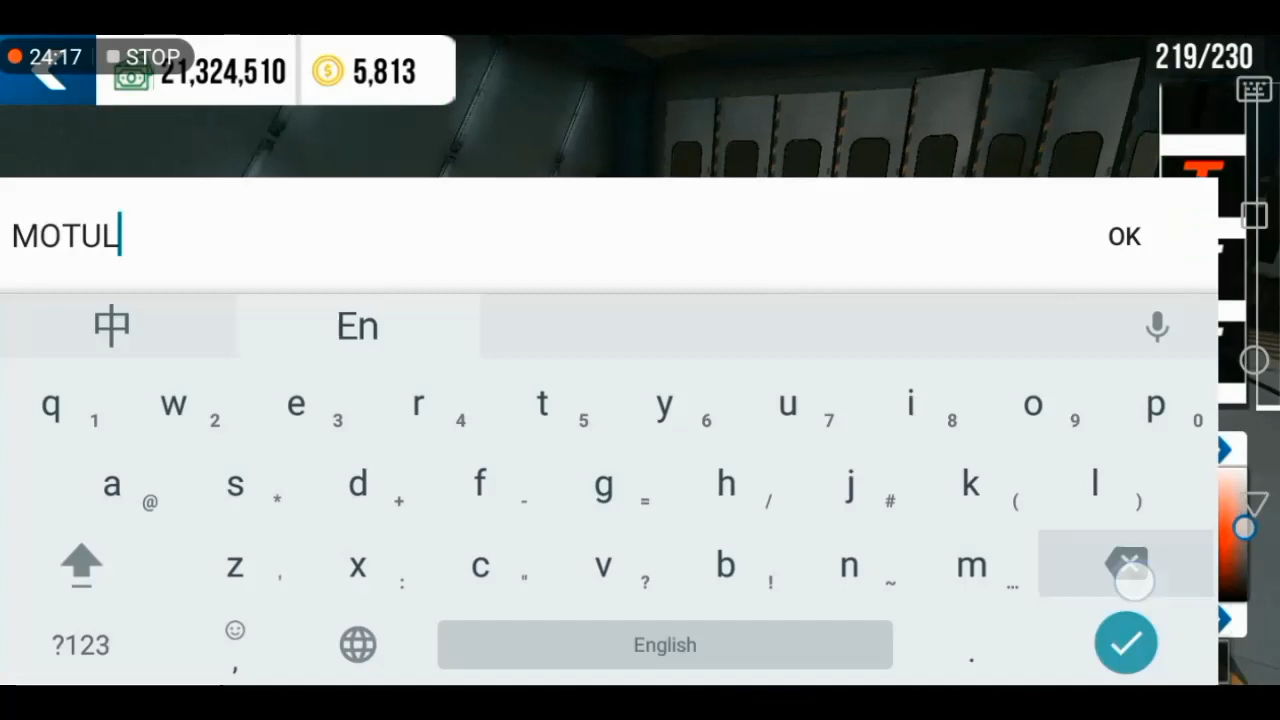 24:17 STOP 21,324,510 5,813 219/230
T
MOTUL OK
中 En
q 1 w 2 e 3 r 4 t 5 y 6 u 7 i 8 o 9 p 0
a @ s * d + f - g = h / j # k ( l )
z ' x : c " v ? b ! n ~ m ...
?123 , English .